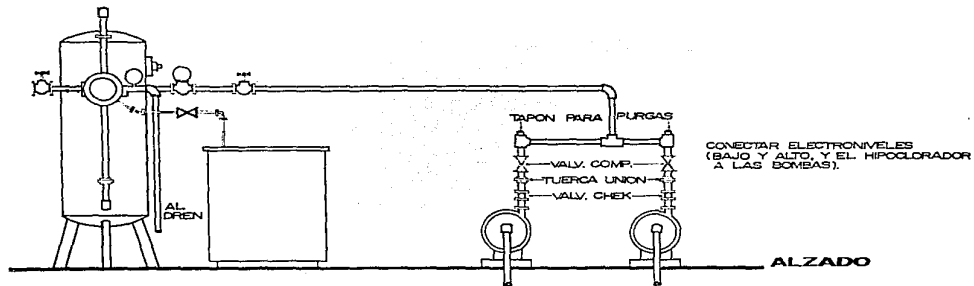 TAPON PARA PURGAS
CONECTAR ELECTRONIVELES
(BAJO Y ALTO, Y EL HIPOCLORADOR
A LAS BOMBAS).
VALV. COMP.
TUERCA UNION
VALV. CHEK
AL
DREN
ALZADO